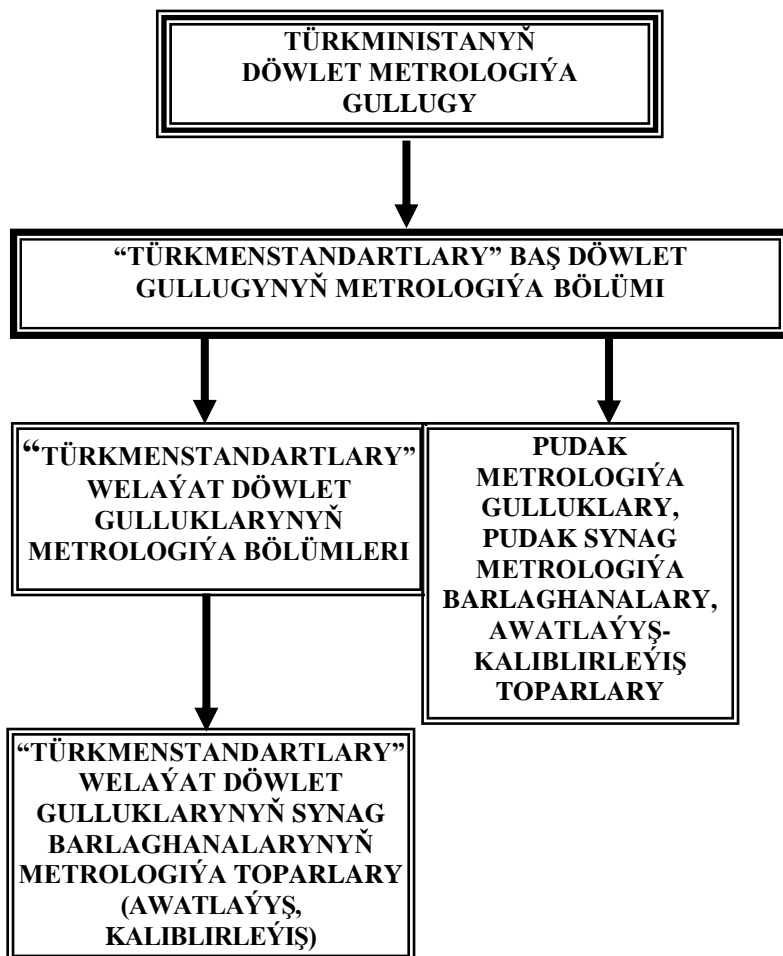 TÜRKMINISTANYŇ
DÖWLET METROLOGIÝA
GULLUGY
“TÜRKMENSTANDARTLARY” BAŞ DÖWLET
GULLUGYNYŇ METROLOGIÝA BÖLÜMI
“TÜRKMENSTANDARTLARY”
WELAÝAT DÖWLET
GULLUKLARYNYŇ
METROLOGIÝA BÖLÜMLERI
PUDAK
METROLOGIÝA
GULLUKLARY,
PUDAK SYNAG
METROLOGIÝA
BARLAGHANALARY,
AWATLAÝYŞ-
KALIBLIRLEÝIŞ
TOPARLARY
“TÜRKMENSTANDARTLARY”
WELAÝAT DÖWLET
GULLUKLARYNYŇ SYNAG
BARLAGHANALARYNYŇ
METROLOGIÝA TOPARLARY
(AWATLAÝYŞ,
KALIBLIRLEÝIŞ)